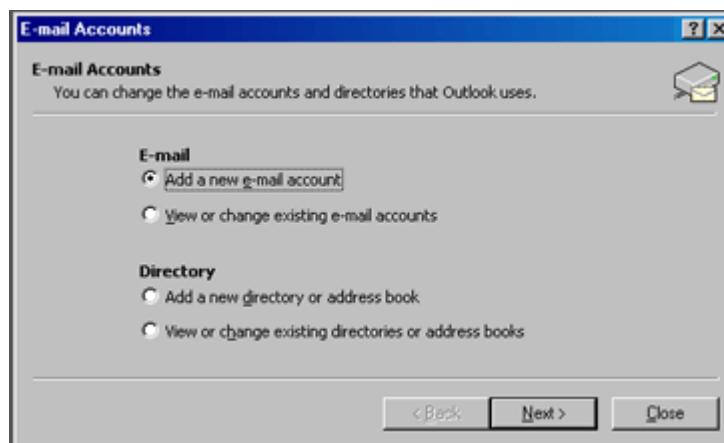 E-mail Accounts
E-mail Accounts
You can change the e-mail accounts and directories that Outlook uses.
E-mail
Add a new e-mail account
View or change existing e-mail accounts
Directory
Add a new directory or address book
View or change existing directories or address books
< Back Next > Close